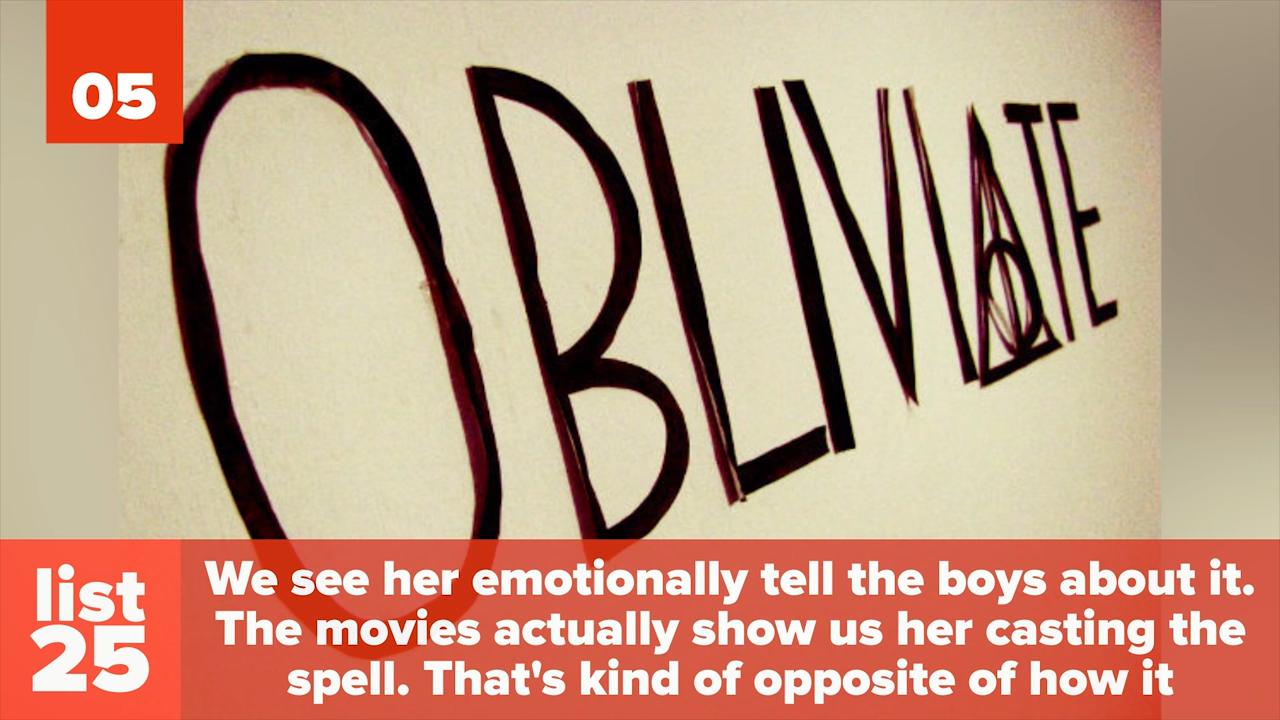 05
OBLIVIATE
list
25
We see her emotionally tell the boys about it.
The movies actually show us her casting the
spell. That's kind of opposite of how it